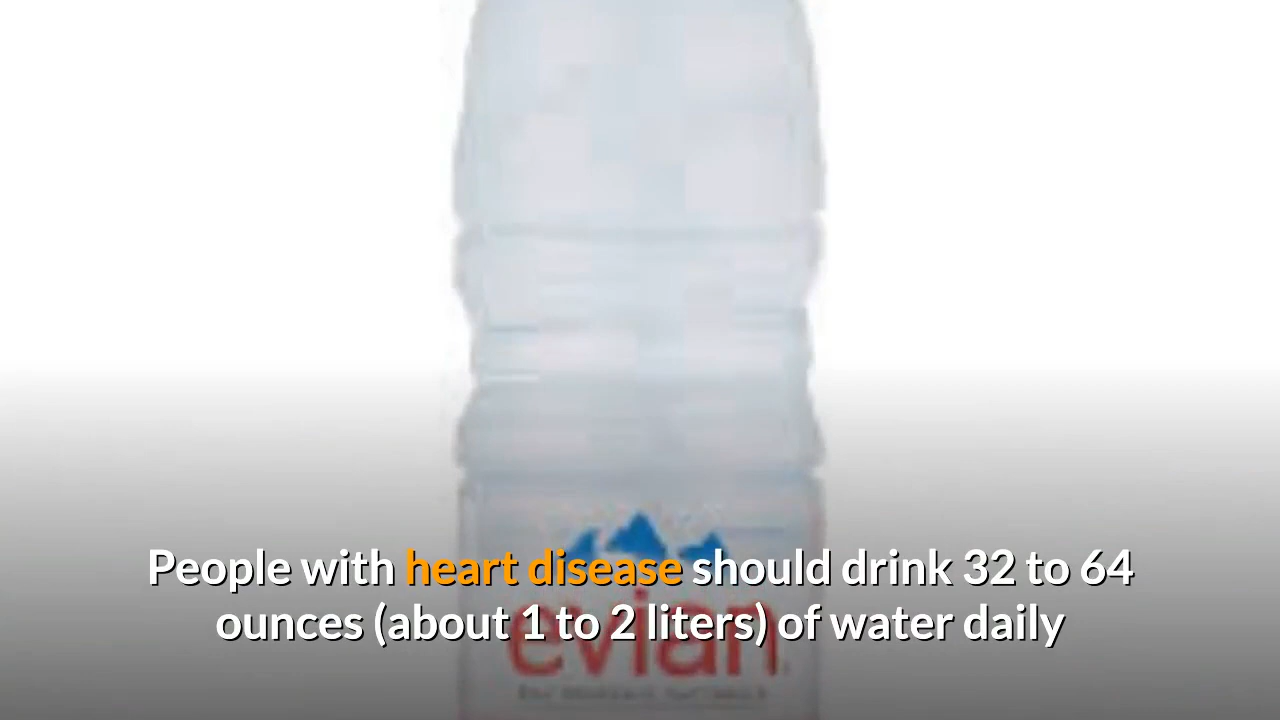 People with heart disease should drink 32 to 64
ounces (about 1 to 2 liters) of water daily
evian